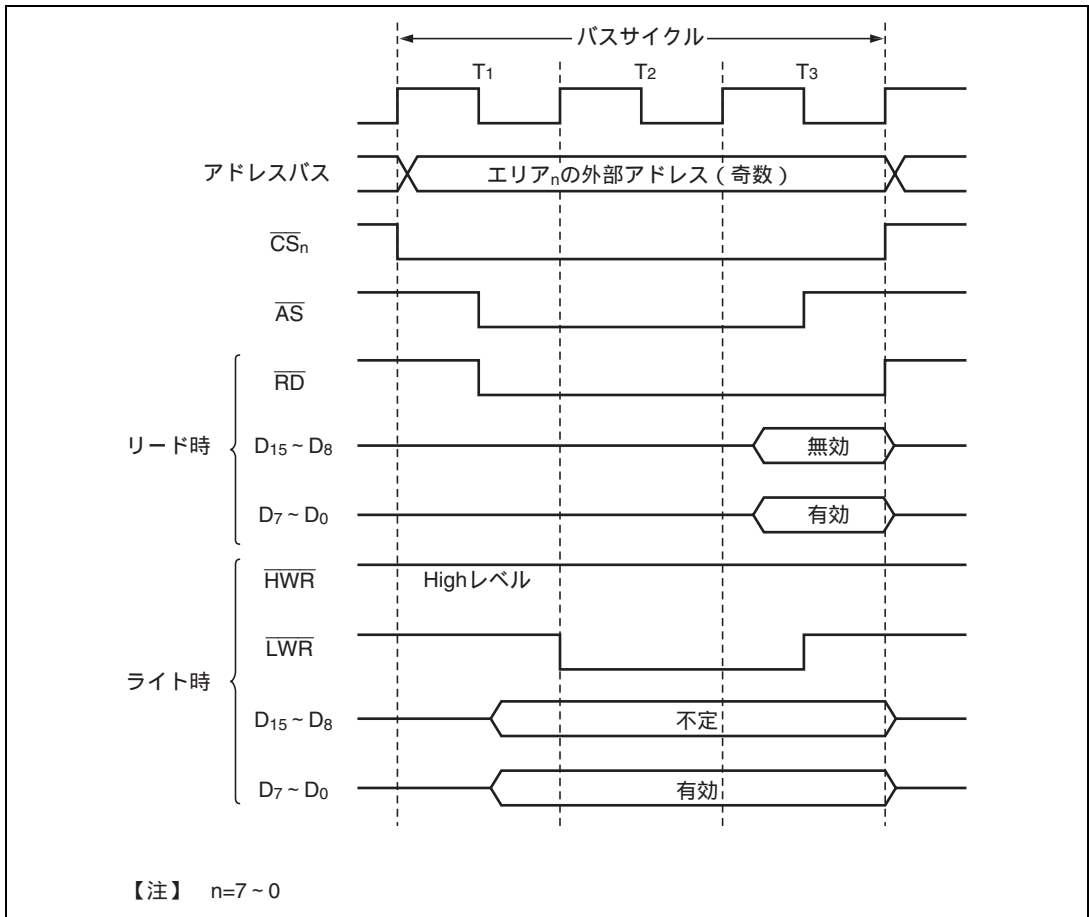 バスサイクル
T1 T2 T3
アドレスバス エリアnの外部アドレス(奇数)
CSn
AS
リード時
RD
D15~D8 無効
D7~D0 有効
ライト時
HWR Highレベル
LWR
D15~D8 不定
D7~D0 有効
【注】 n=7~0